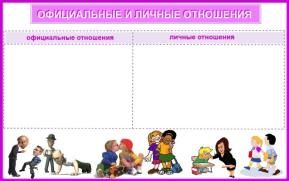 ОФИЦИАЛЬНЫЕ И ЛИЧНЫЕ ОТНОШЕНИЯ
официальные отношения
личные отношения